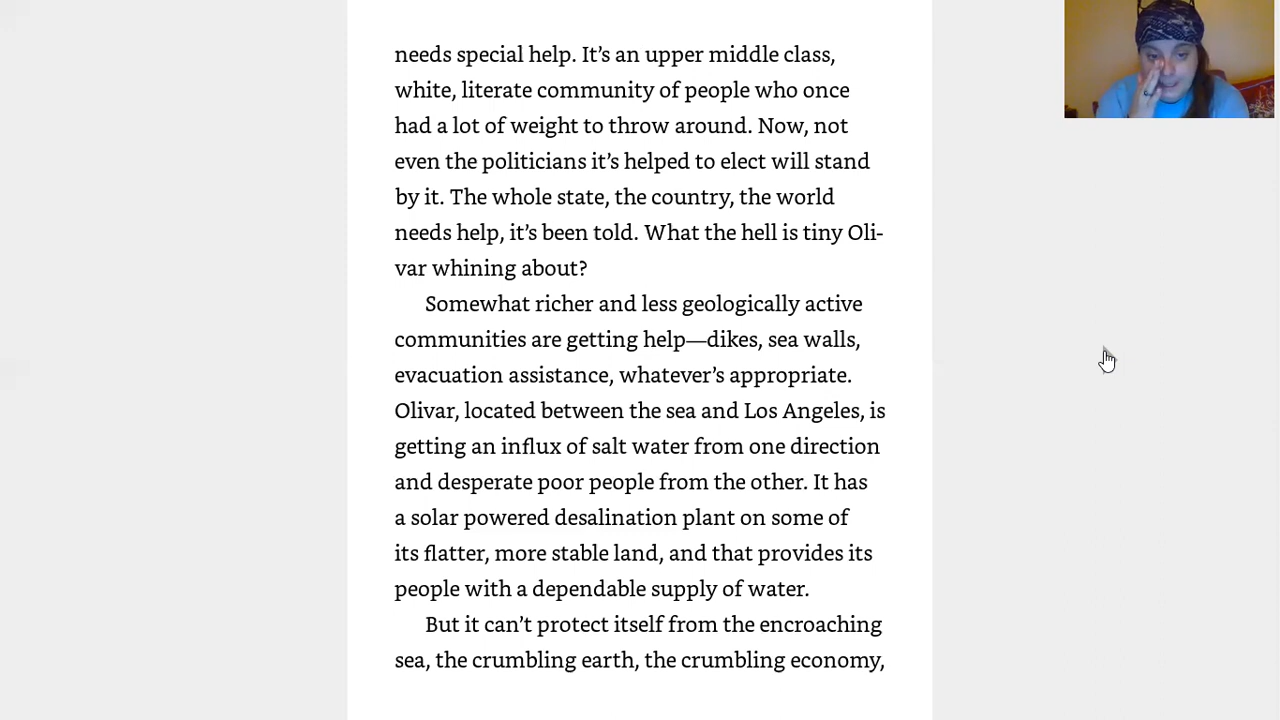 needs special help. It’s an upper middle class,
white, literate community of people who once
had a lot of weight to throw around. Now, not
even the politicians it’s helped to elect will stand
by it. The whole state, the country, the world
needs help, it’s been told. What the hell is tiny Oli-
var whining about?
Somewhat richer and less geologically active
communities are getting help—dikes, sea walls,
evacuation assistance, whatever’s appropriate.
Olivar, located between the sea and Los Angeles, is
getting an influx of salt water from one direction
and desperate poor people from the other. It has
a solar powered desalination plant on some of
its flatter, more stable land, and that provides its
people with a dependable supply of water.
But it can’t protect itself from the encroaching
sea, the crumbling earth, the crumbling economy,